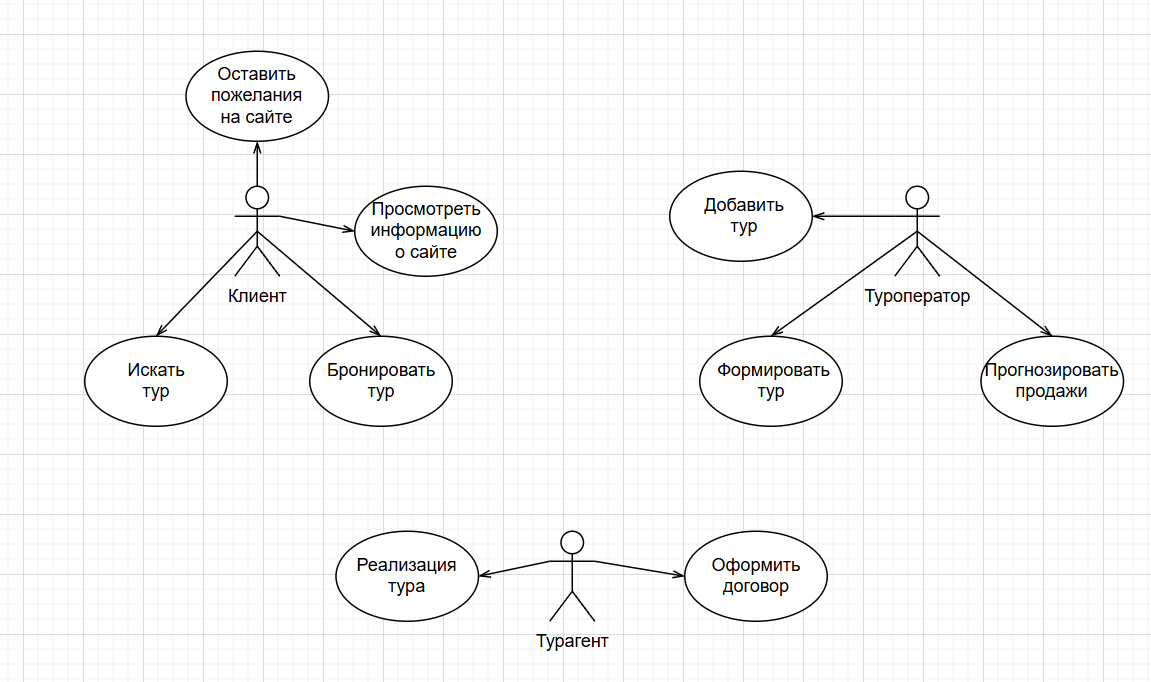 Оставить
пожелания
на сайте
Просмотреть
информацию
о сайте
Клиент
Искать
тур
Бронировать
тур
Добавить
тур
Туроператор
Формировать
тур
Прогнозировать
продажи
Реализация
тура
Оформить
договор
Турагент